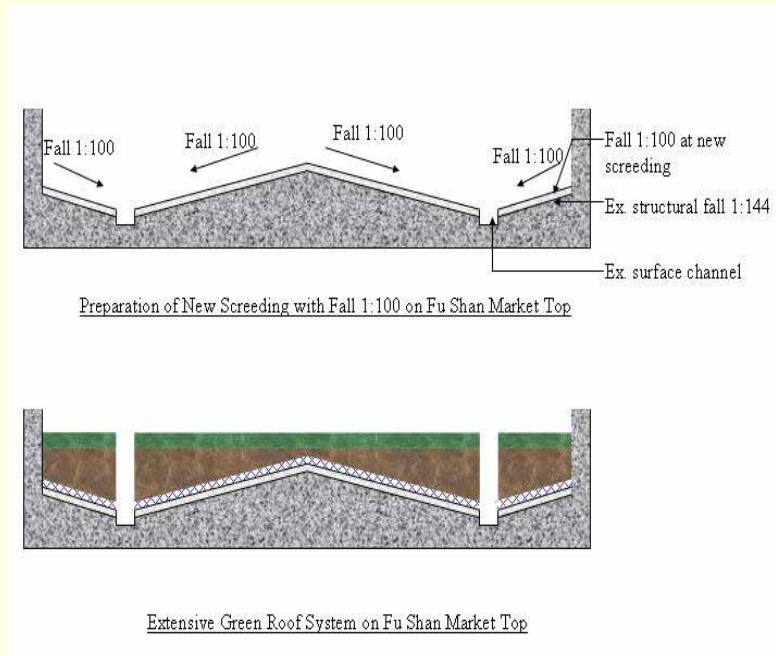 Fall 1:100
Fall 1:100
Fall 1:100
Fall 1:100
Fall 1:100 at new
screeding
Ex. structural fall 1:144
Ex. surface channel
Preparation of New Screeding with Fall 1:100 on Fu Shan Market Top
Extensive Green Roof System on Fu Shan Market Top